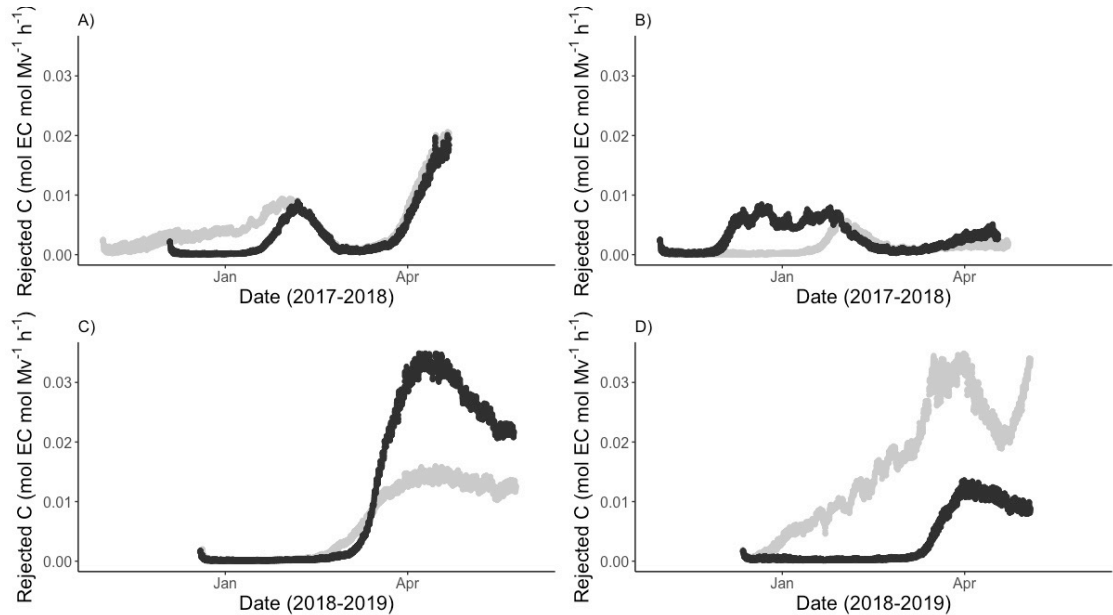 A)
B)
Rejected C (mol EC mol Mv⁻¹ h⁻¹)
0.03
0.02
0.01
0.00
Jan
Apr
Date (2017-2018)
Rejected C (mol EC mol Mv⁻¹ h⁻¹)
0.03
0.02
0.01
0.00
Jan
Apr
Date (2017-2018)
C)
D)
Rejected C (mol EC mol Mv⁻¹ h⁻¹)
0.03
0.02
0.01
0.00
Jan
Apr
Date (2018-2019)
Rejected C (mol EC mol Mv⁻¹ h⁻¹)
0.03
0.02
0.01
0.00
Jan
Apr
Date (2018-2019)